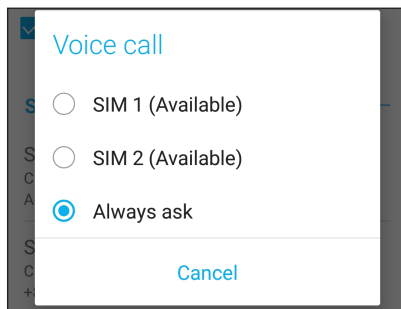 Voice call
SIM 1 (Available)
SIM 2 (Available)
Always ask
Cancel